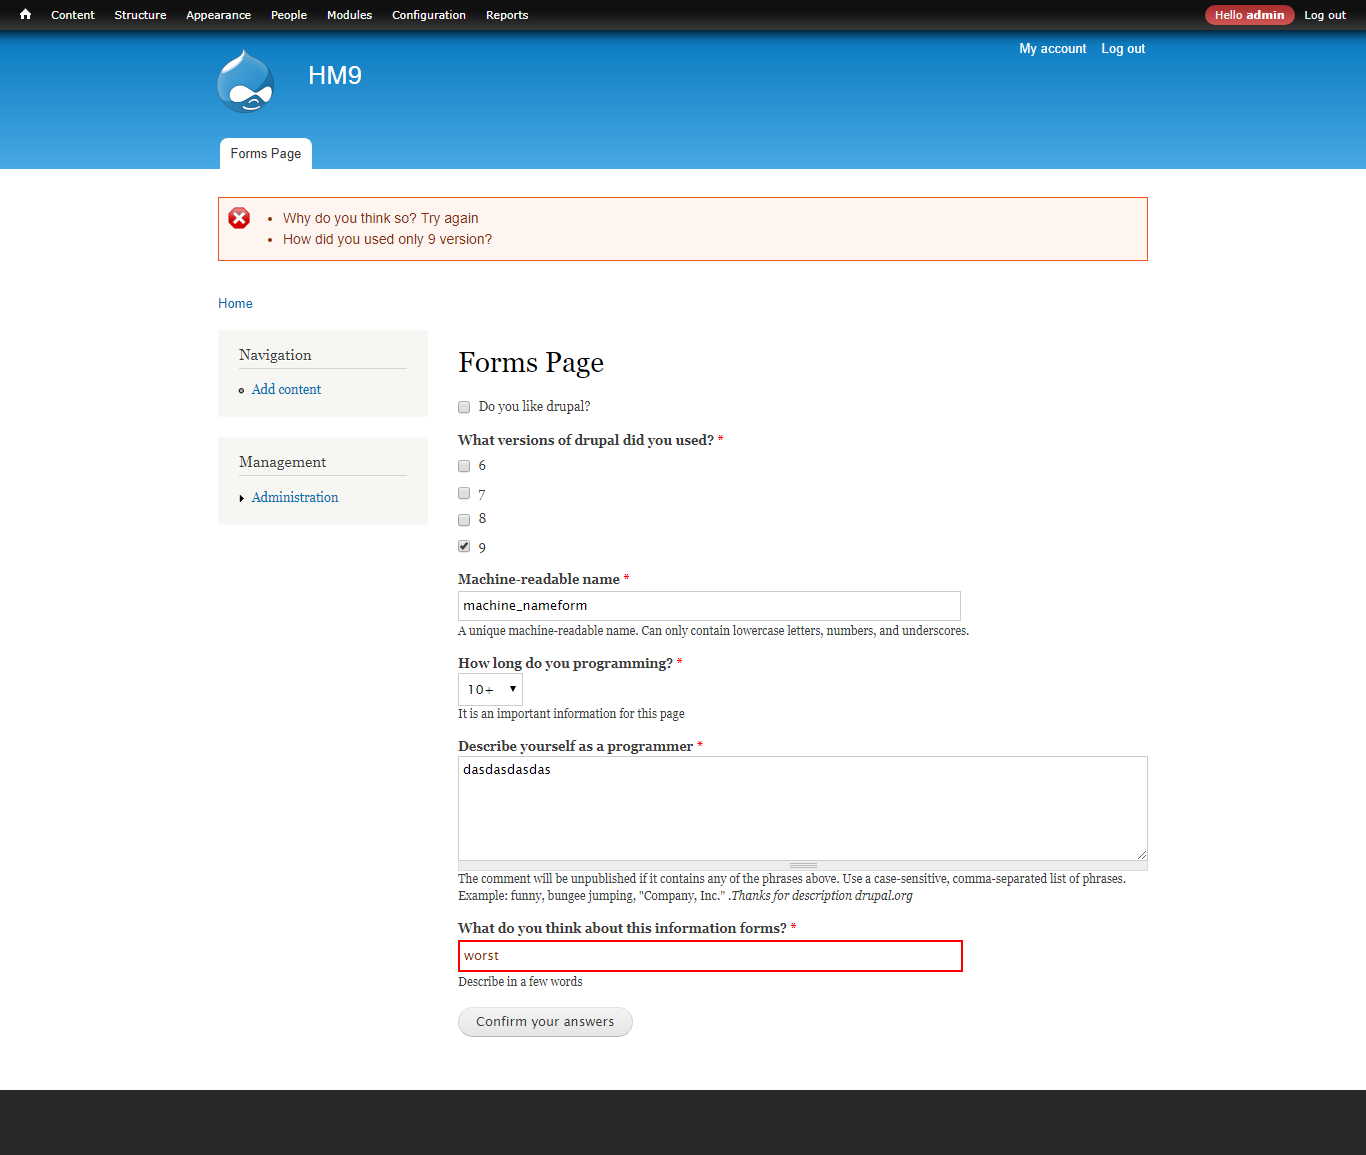 Content Structure Appearance People Modules Configuration Reports Hello admin Log out
My account Log out
HM9
Forms Page
Why do you think so? Try again
How did you used only 9 version?
Home
Navigation
Add content
Management
Administration
Forms Page
Do you like drupal?
What versions of drupal did you used? *
6
7
8
9
Machine-readable name *
machine_nameform
A unique machine-readable name. Can only contain lowercase letters, numbers, and underscores.
How long do you programming? *
10+
It is an important information for this page
Describe yourself as a programmer *
dasdasdasdas
The comment will be unpublished if it contains any of the phrases above. Use a case-sensitive, comma-separated list of phrases.
Example: funny, bungee jumping, "Company, Inc." .Thanks for description drupal.org
What do you think about this information forms? *
worst
Describe in a few words
Confirm your answers